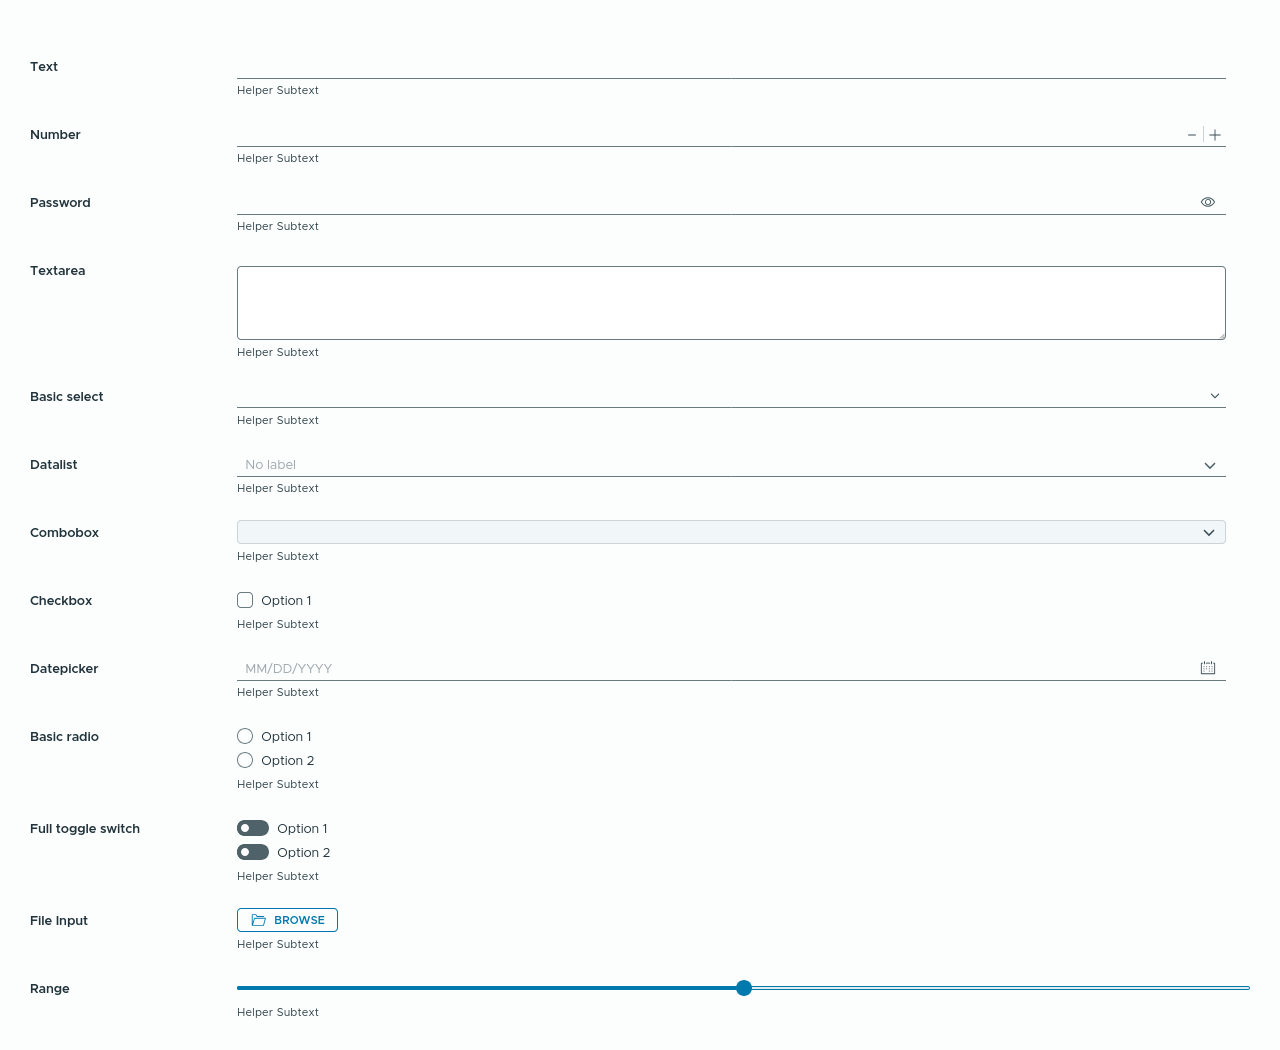 Text
Helper Subtext
Number
Helper Subtext
Password
Helper Subtext
Textarea
Helper Subtext
Basic select
Helper Subtext
Datalist
No label
Helper Subtext
Combobox
Helper Subtext
Checkbox
Option 1
Helper Subtext
Datepicker
MM/DD/YYYY
Helper Subtext
Basic radio
Option 1
Option 2
Helper Subtext
Full toggle switch
Option 1
Option 2
Helper Subtext
File Input
BROWSE
Helper Subtext
Range
Helper Subtext